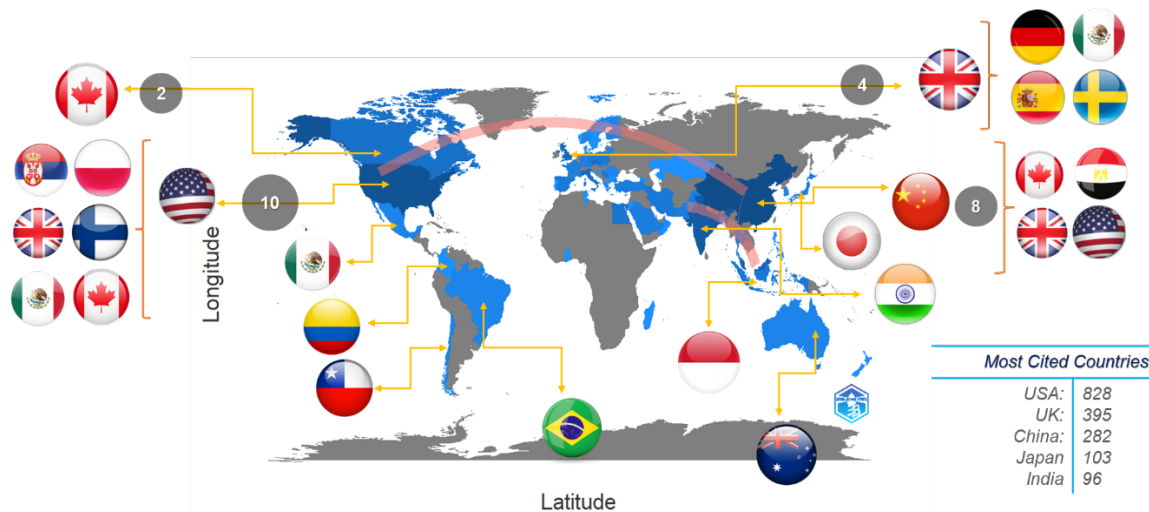 2
4
10
8
Longitude
Latitude
Most Cited Countries
USA: 828
UK: 395
China: 282
Japan 103
India 96